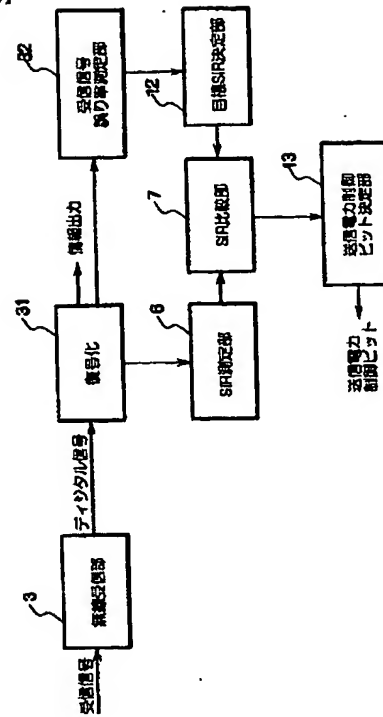 受信信号
3
無線受信部
ディジタル信号
31
復号化
情報出力
32
受信信号
誤り率測定部
6
SIR測定部
7
SIR比較部
12
目標SIR決定部
13
送信電力制御
ビット決定部
送信電力
制御ビット